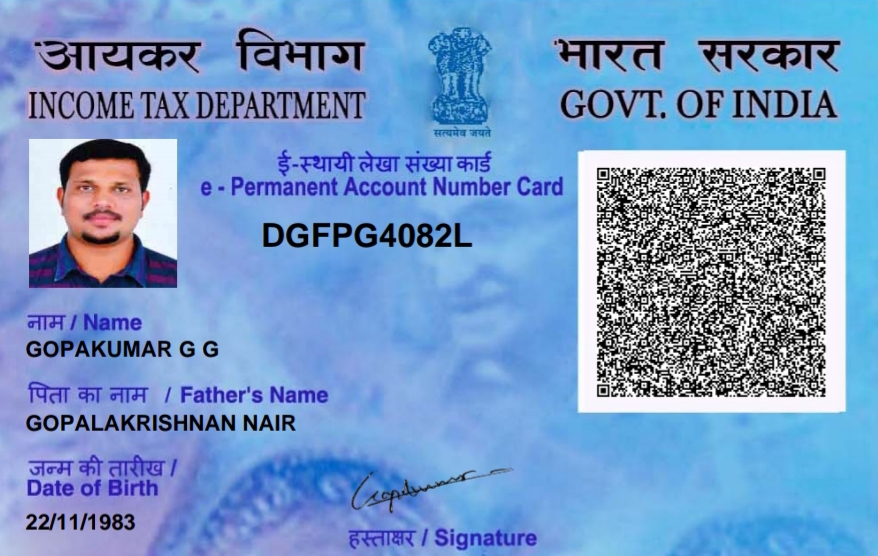 आयकर विभाग
INCOME TAX DEPARTMENT
सत्यमेव जयते
भारत सरकार
GOVT. OF INDIA
ई-स्थायी लेखा संख्या कार्ड
e - Permanent Account Number Card
DGFPG4082L
नाम / Name
GOPAKUMAR G G
पिता का नाम / Father's Name
GOPALAKRISHNAN NAIR
जन्म की तारीख /
Date of Birth
22/11/1983
Gopakumar
हस्ताक्षर / Signature